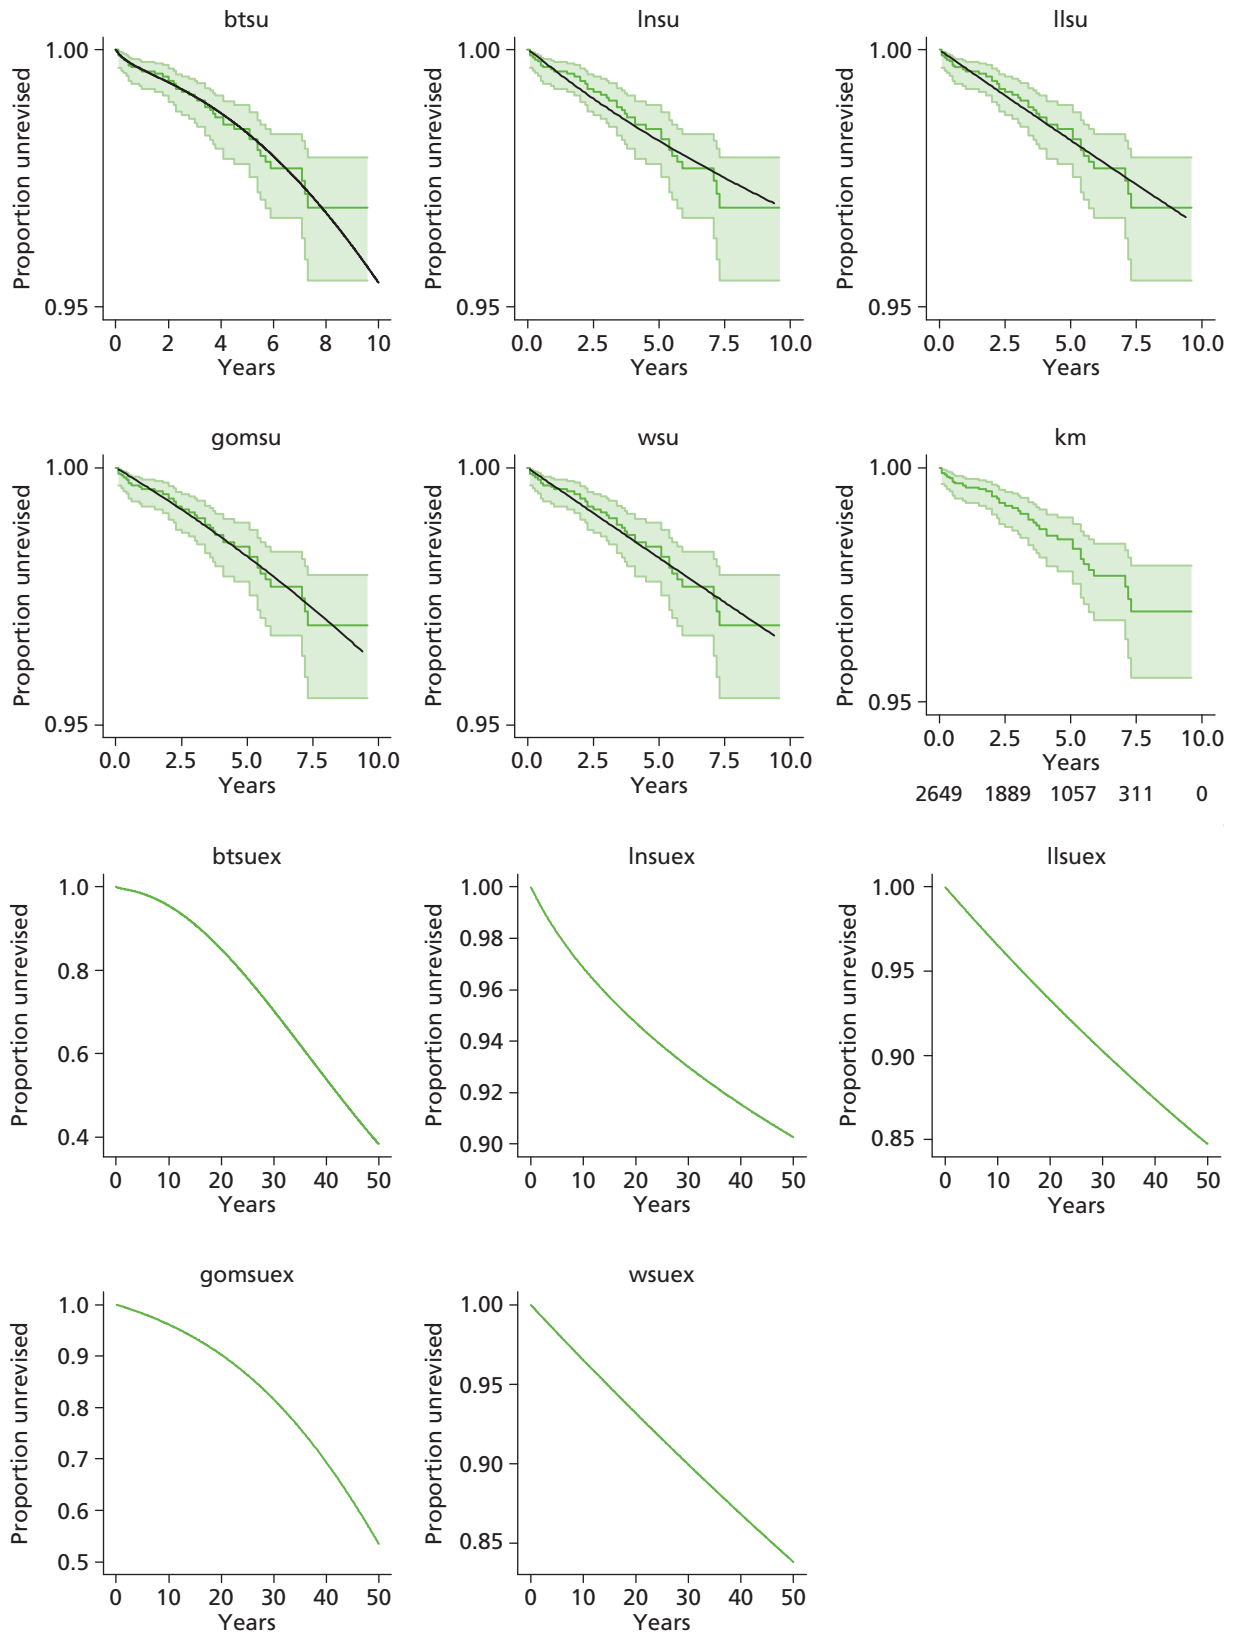 btsu
Proportion unrevised
1.00
0.95
0 2 4 6 8 10
Years
lnsu
Proportion unrevised
1.00
0.95
0.0 2.5 5.0 7.5 10.0
Years
llsu
Proportion unrevised
1.00
0.95
0.0 2.5 5.0 7.5 10.0
Years
gomsu
Proportion unrevised
1.00
0.95
0.0 2.5 5.0 7.5 10.0
Years
wsu
Proportion unrevised
1.00
0.95
0.0 2.5 5.0 7.5 10.0
Years
km
Proportion unrevised
1.00
0.95
0.0 2.5 5.0 7.5 10.0
Years
2649 1889 1057 311 0
btsuex
Proportion unrevised
1.0
0.8
0.6
0.4
0 10 20 30 40 50
Years
lnsuex
Proportion unrevised
1.00
0.98
0.96
0.94
0.92
0.90
0 10 20 30 40 50
Years
llsuex
Proportion unrevised
1.00
0.95
0.90
0.85
0 10 20 30 40 50
Years
gomsuex
Proportion unrevised
1.0
0.9
0.8
0.7
0.6
0.5
0 10 20 30 40 50
Years
wsuex
Proportion unrevised
1.00
0.95
0.90
0.85
0 10 20 30 40 50
Years